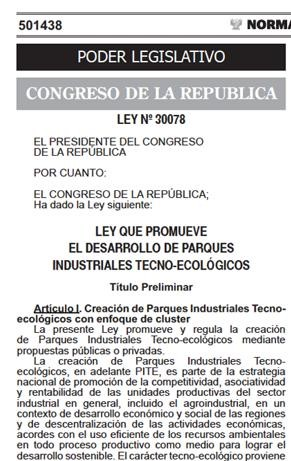 501438
NORMA
PODER LEGISLATIVO
CONGRESO DE LA REPUBLICA
LEY Nº 30078
EL PRESIDENTE DEL CONGRESO
DE LA REPÚBLICA
POR CUANTO:
EL CONGRESO DE LA REPÚBLICA;
Ha dado la Ley siguiente:
LEY QUE PROMUEVE
EL DESARROLLO DE PARQUES
INDUSTRIALES TECNO-ECOLÓGICOS
Título Preliminar
Artículo I. Creación de Parques Industriales Tecno-
ecológicos con enfoque de cluster
La presente Ley promueve y regula la creación
de Parques Industriales Tecno-ecológicos mediante
propuestas públicas o privadas.
La creación de Parques Industriales Tecno-
ecológicos, en adelante PITE, es parte de la estrategia
nacional de promoción de la competitividad, asociatividad
y rentabilidad de las unidades productivas del sector
industrial en general, incluido el agroindustrial, en un
contexto de desarrollo económico y social de las regiones
y de descentralización de las actividades económicas,
acordes con el uso eficiente de los recursos ambientales
en todo proceso productivo como medio para lograr el
desarrollo sostenible. El carácter tecno-ecológico proviene